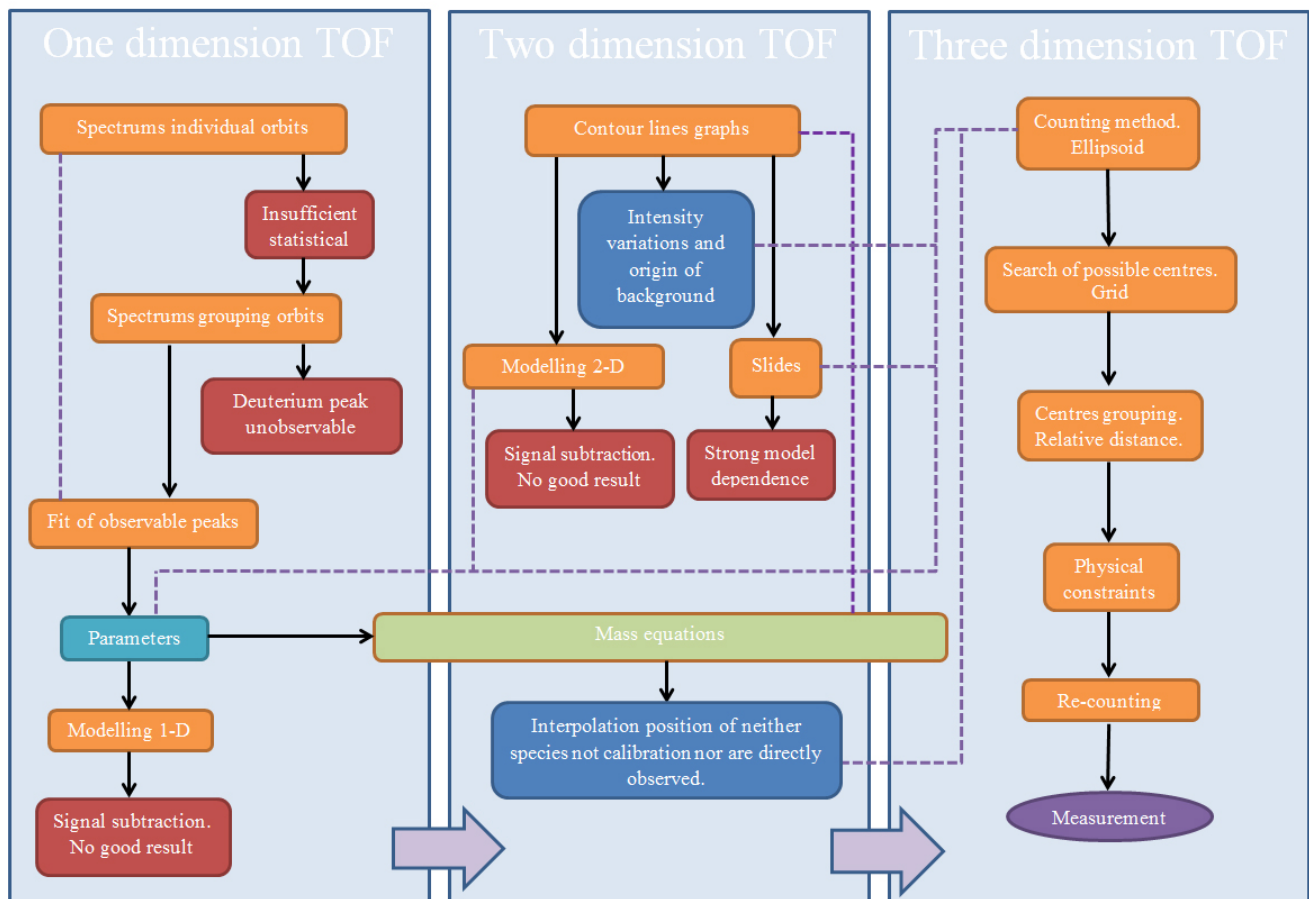 One dimension TOF
Spectrums individual orbits
Insufficient
statistical
Spectrums grouping orbits
Deuterium peak
unobservable
Fit of observable peaks
Parameters
Modelling 1-D
Signal subtraction.
No good result
Two dimension TOF
Contour lines graphs
Intensity
variations and
origin of
background
Modelling 2-D
Slides
Signal subtraction.
No good result
Strong model
dependence
Mass equations
Interpolation position of neither
species not calibration nor are directly
observed.
Three dimension TOF
Counting method.
Ellipsoid
Search of possible centres.
Grid
Centres grouping.
Relative distance.
Physical
constraints
Re-counting
Measurement